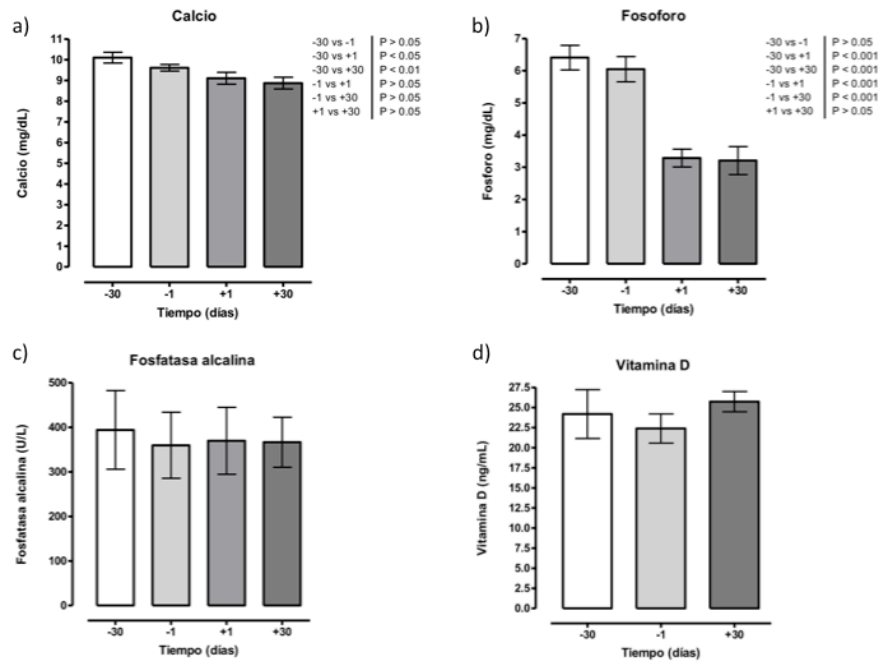 a)
Calcio
Calcio (mg/dL)
11
10
9
8
7
6
5
4
3
2
1
0
-30
-1
+1
+30
Tiempo (días)
-30 vs -1 P > 0.05
-30 vs +1 P < 0.05
-30 vs +30 P < 0.01
-1 vs +1 P > 0.05
-1 vs +30 P > 0.05
+1 vs +30 P > 0.05
b)
Fosoforo
Fosforo (mg/dL)
7
6
5
4
3
2
1
0
-30
-1
+1
+30
Tiempo (días)
-30 vs -1 P > 0.05
-30 vs +1 P < 0.001
-30 vs +30 P < 0.001
-1 vs +1 P < 0.001
-1 vs +30 P < 0.001
+1 vs +30 P > 0.05
c)
Fosfatasa alcalina
Fosfatasa alcalina (U/L)
500
400
300
200
100
0
-30
-1
+1
+30
Tiempo (días)
d)
Vitamina D
Vitamina D (ng/mL)
27.5
25.0
22.5
20.0
17.5
15.0
12.5
10.0
7.5
5.0
2.5
0.0
-30
-1
+30
Tiempo (días)